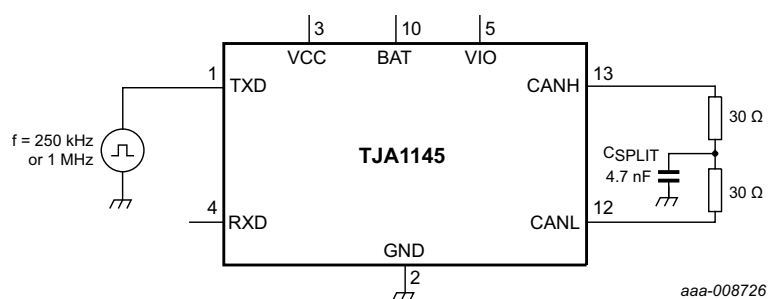 3 10 5
VCC BAT VIO
1 13
TXD CANH
f = 250 kHz
or 1 MHz
30 Ω
TJA1145
CSPLIT
4.7 nF
30 Ω
4 12
RXD CANL
GND
2
aaa-008726